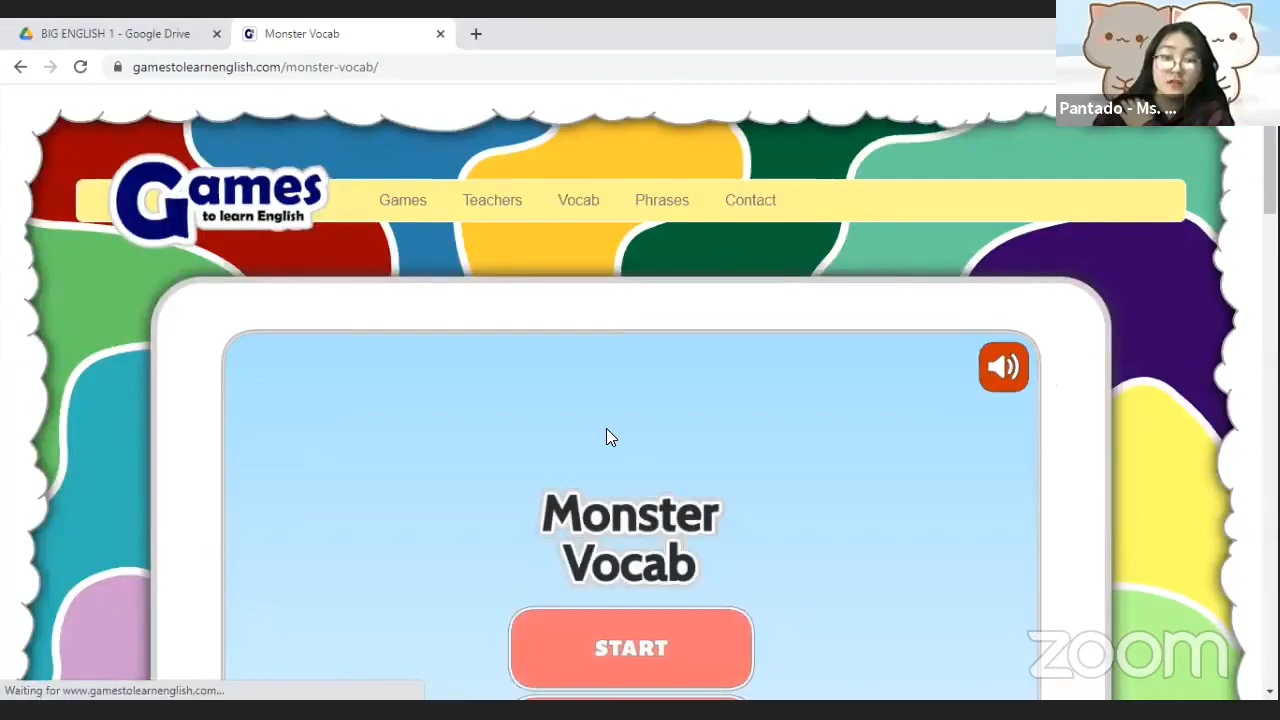 BIG ENGLISH 1 - Google Drive
Monster Vocab
gamestolearnenglish.com/monster-vocab/
Pantado - Ms. ...
Games
to learn English
Games Teachers Vocab Phrases Contact
Monster
Vocab
START
zoom
Waiting for www.gamestolearnenglish.com...